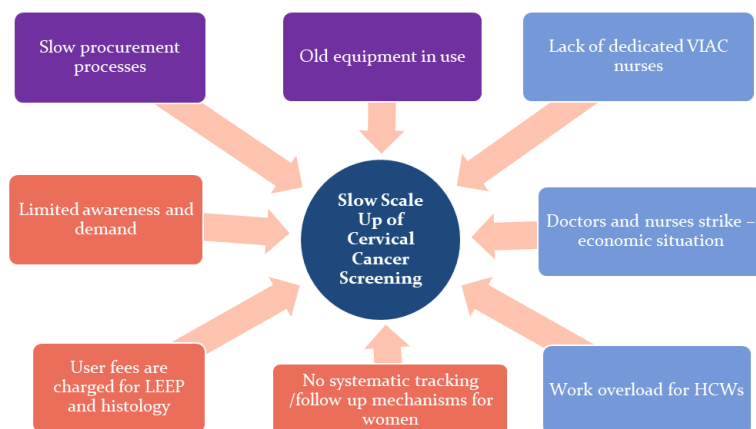 Slow procurement
processes
Old equipment in use
Lack of dedicated VIAC
nurses
Limited awareness and
demand
Slow Scale
Up of
Cervical
Cancer
Screening
Doctors and nurses strike –
economic situation
User fees are
charged for LEEP
and histology
No systematic tracking
/follow up mechanisms for
women
Work overload for HCWs